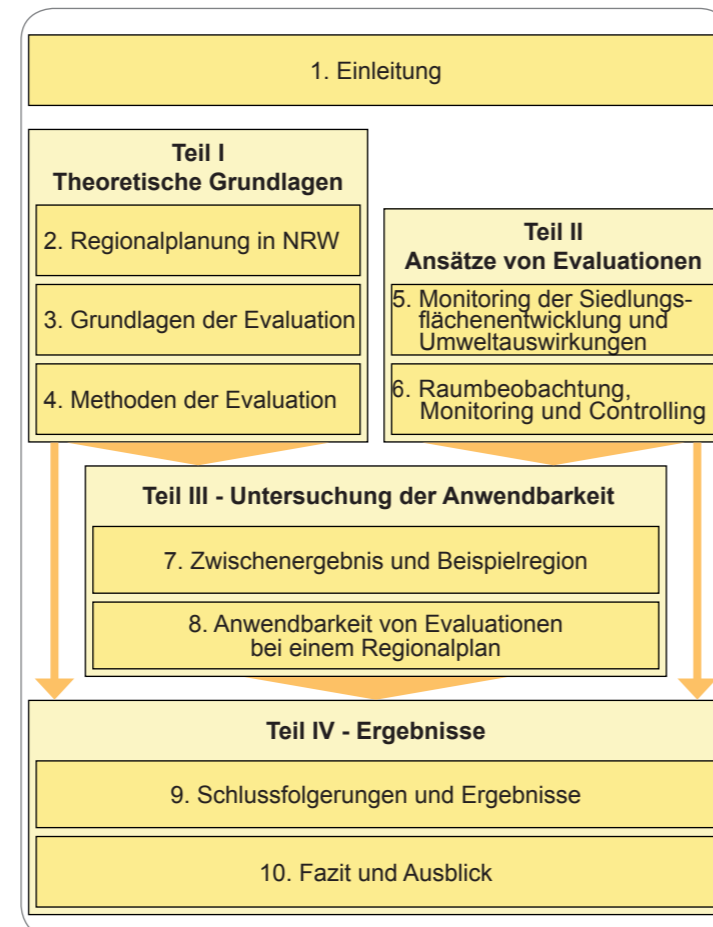 1. Einleitung
Teil I
Theoretische Grundlagen
2. Regionalplanung in NRW
3. Grundlagen der Evaluation
4. Methoden der Evaluation
Teil II
Ansätze von Evaluationen
5. Monitoring der Siedlungs-
flächenentwicklung und
Umweltauswirkungen
6. Raumbeobachtung,
Monitoring und Controlling
Teil III - Untersuchung der Anwendbarkeit
7. Zwischenergebnis und Beispielregion
8. Anwendbarkeit von Evaluationen
bei einem Regionalplan
Teil IV - Ergebnisse
9. Schlussfolgerungen und Ergebnisse
10. Fazit und Ausblick